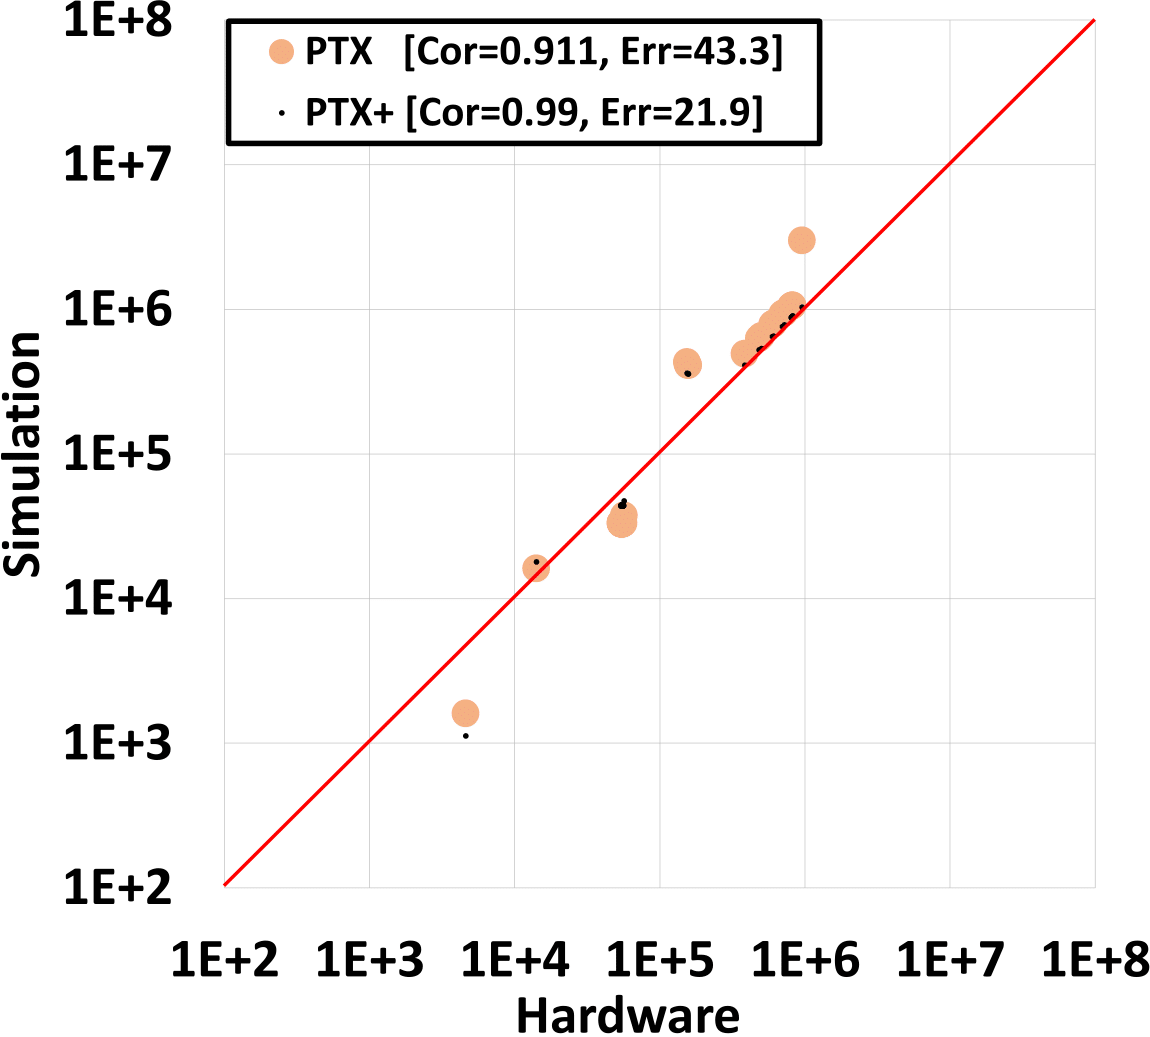 1E+8
PTX [Cor=0.911, Err=43.3]
PTX+ [Cor=0.99, Err=21.9]
1E+7
1E+6
1E+5
1E+4
1E+3
1E+2
Simulation
1E+2 1E+3 1E+4 1E+5 1E+6 1E+7 1E+8
Hardware